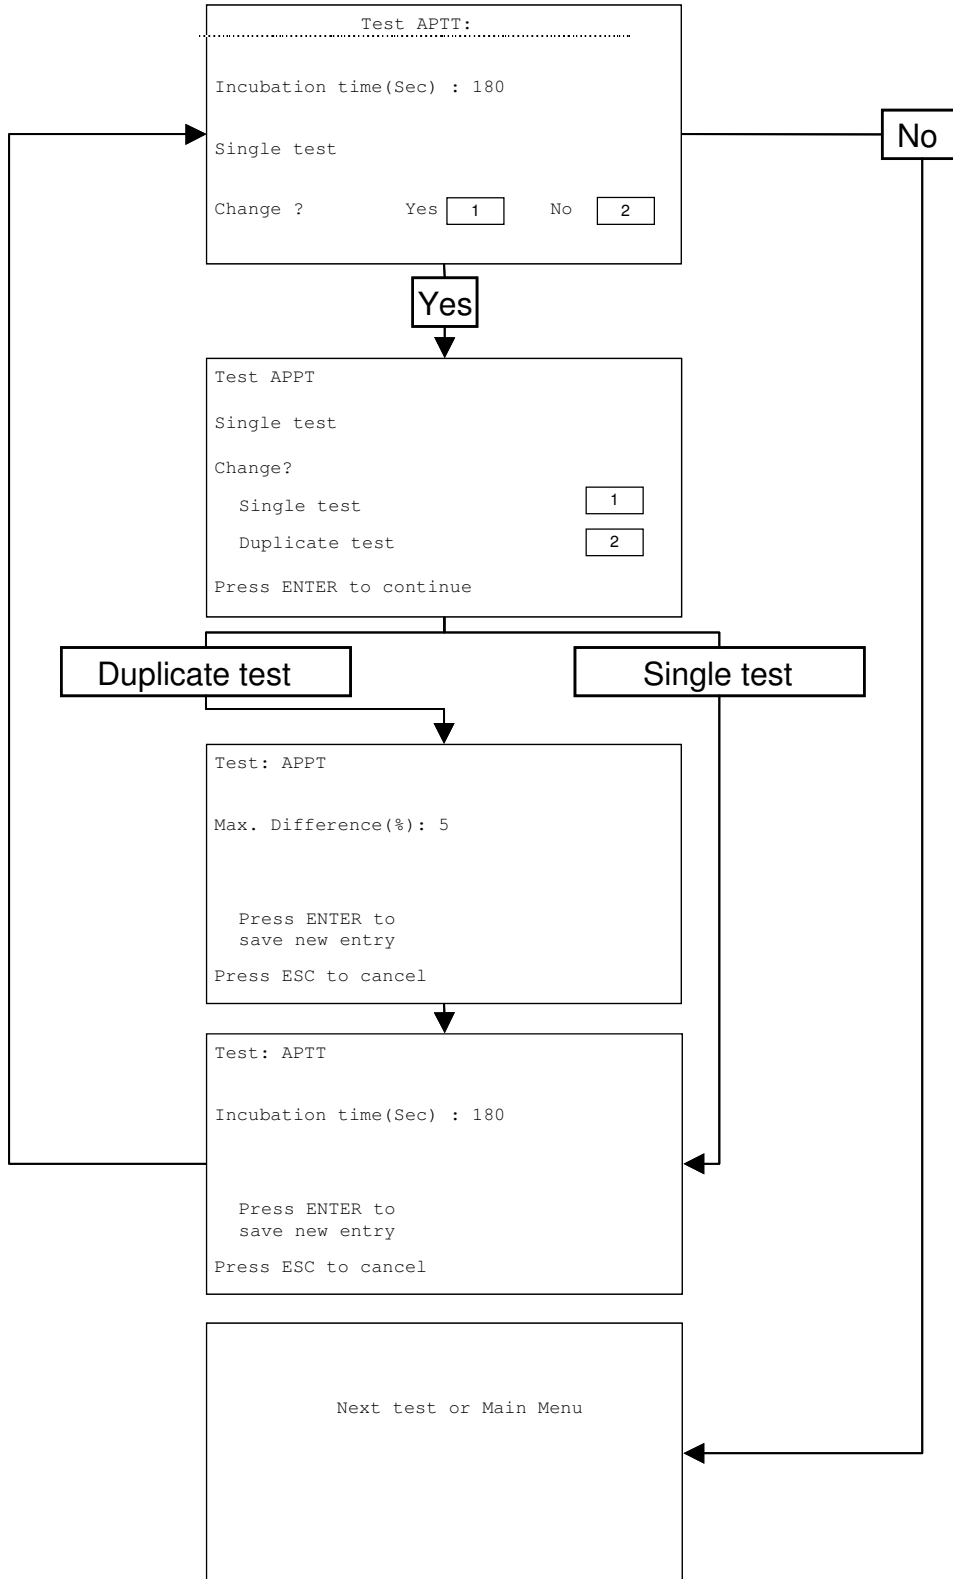 Test APTT:
Incubation time(Sec) : 180
No
Single test
Change ? Yes 1 No 2
Yes
Test APPT
Single test
Change?
Single test 1
Duplicate test 2
Press ENTER to continue
Duplicate test
Single test
Test: APPT
Max. Difference(%): 5
Press ENTER to
save new entry
Press ESC to cancel
Test: APTT
Incubation time(Sec) : 180
Press ENTER to
save new entry
Press ESC to cancel
Next test or Main Menu